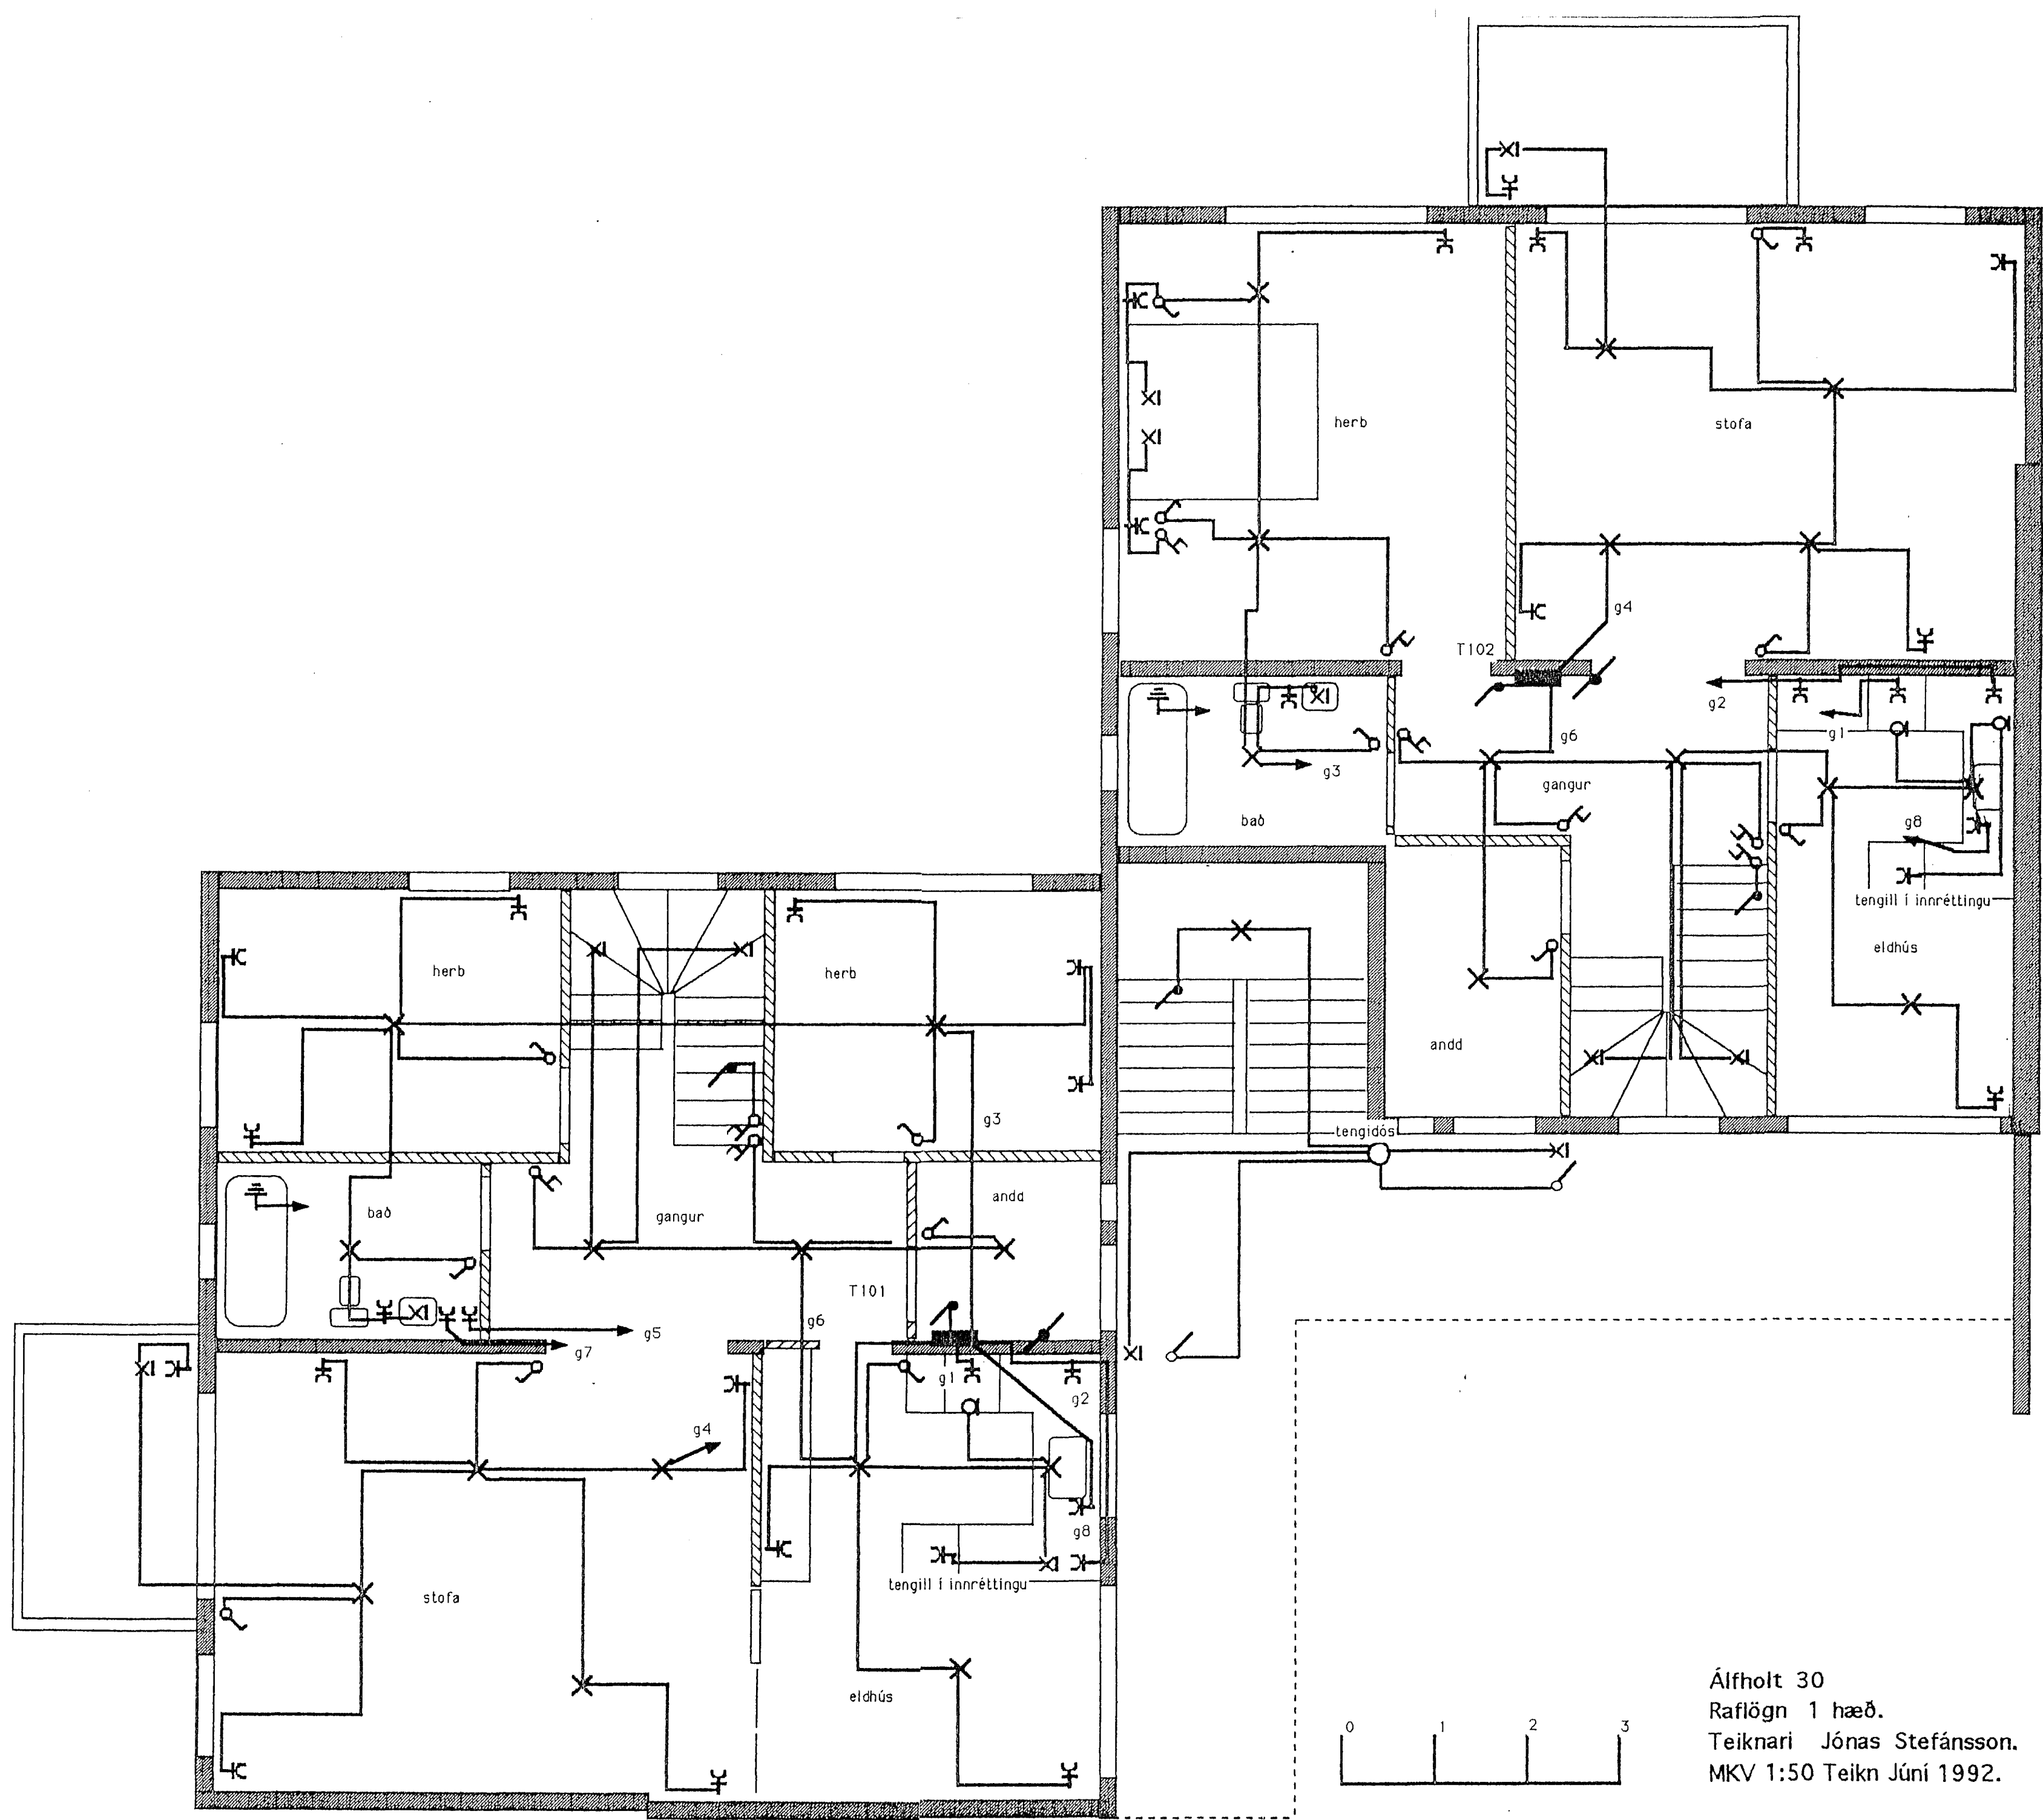 herb
stofa
g4
T102
g2
g1
g6
g3
gangur
bað
g8
tengill í innréttingu
eldhús
andd
tengidós
herb
herb
g3
andd
bað
gangur
T101
g6
g5
g7
g1
g2
g4
g8
tengill í innréttingu
stofa
eldhús
0 1 2 3
Álfholt 30
Raflögn 1 hæð.
Teiknari Jónas Stefánsson.
MKV 1:50 Teikn Júní 1992.